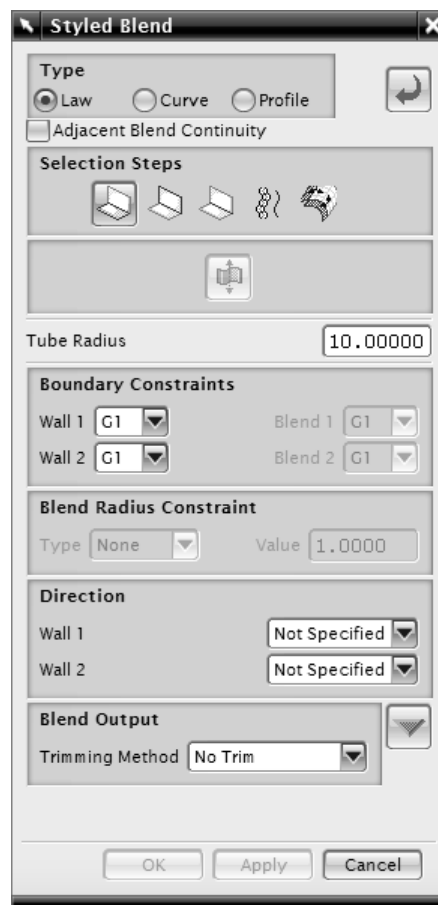 Styled Blend
Type
Law Curve Profile
Adjacent Blend Continuity
Selection Steps
Tube Radius 10.00000
Boundary Constraints
Wall 1 G1 Blend 1 G1
Wall 2 G1 Blend 2 G1
Blend Radius Constraint
Type None Value 1.0000
Direction
Wall 1 Not Specified
Wall 2 Not Specified
Blend Output
Trimming Method No Trim
OK Apply Cancel